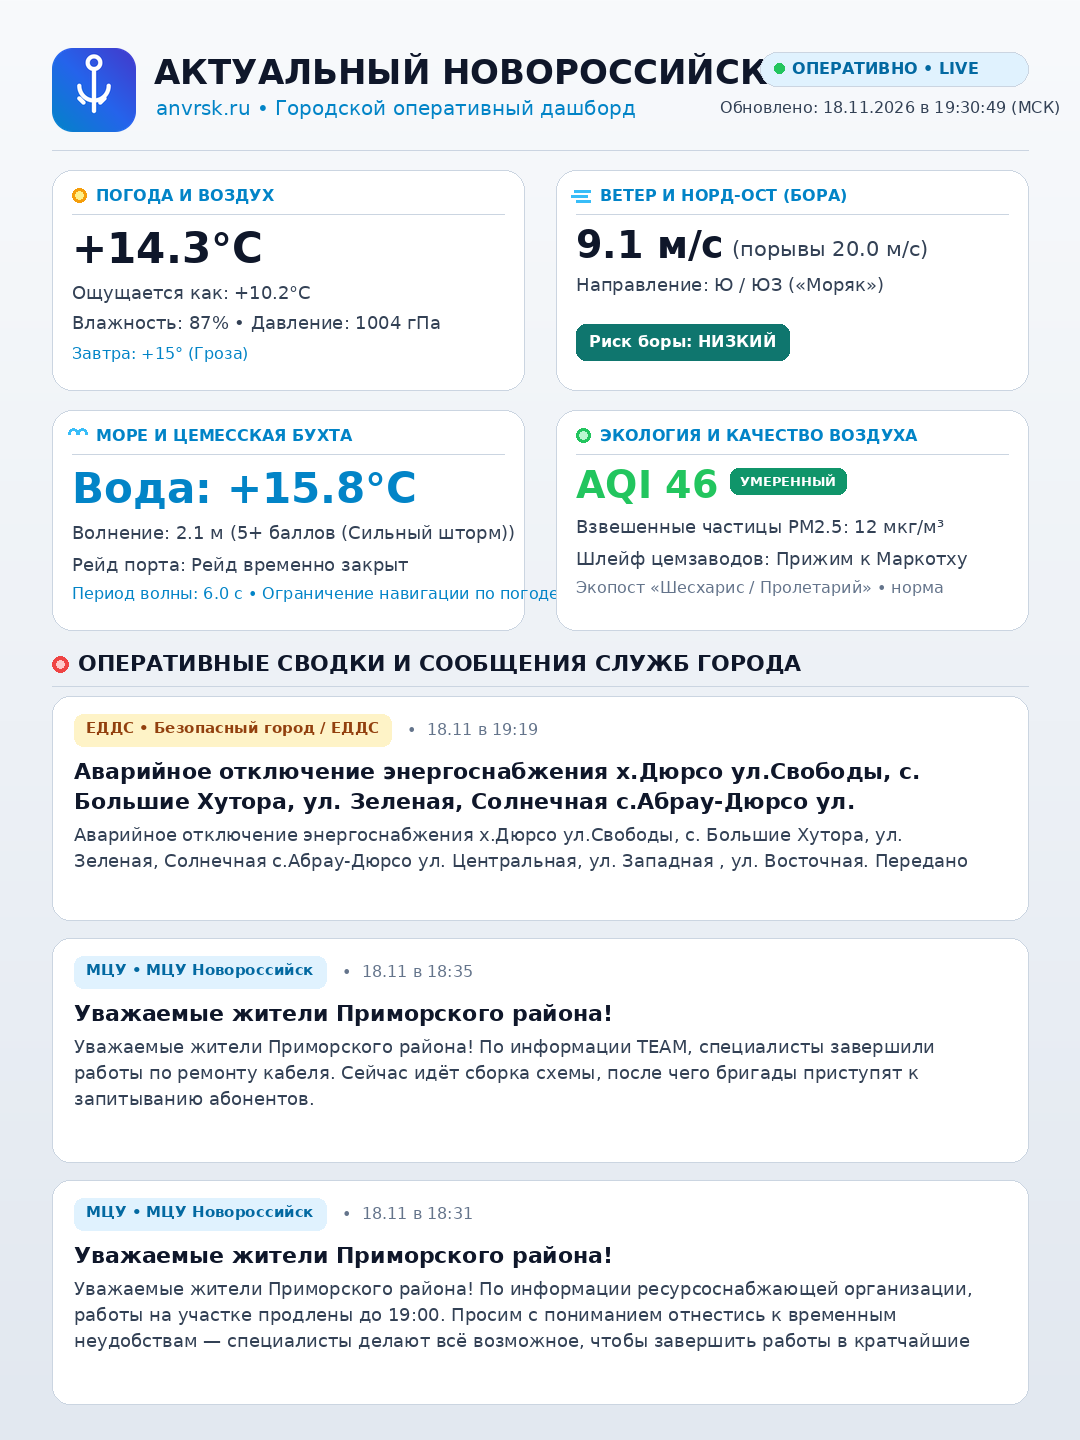 АКТУАЛЬНЫЙ НОВОРОССИЙСК
ОПЕРАТИВНО • LIVE
anvrsk.ru • Городской оперативный дашборд
Обновлено: 18.11.2026 в 19:30:49 (МСК)
ПОГОДА И ВОЗДУХ
+14.3°C
Ощущается как: +10.2°C
Влажность: 87% • Давление: 1004 гПа
Завтра: +15° (Гроза)
ВЕТЕР И НОРД-ОСТ (БОРА)
9.1 м/с (порывы 20.0 м/с)
Направление: Ю / ЮЗ («Моряк»)
Риск боры: НИЗКИЙ
МОРЕ И ЦЕМЕССКАЯ БУХТА
Вода: +15.8°C
Волнение: 2.1 м (5+ баллов (Сильный шторм))
Рейд порта: Рейд временно закрыт
Период волны: 6.0 с • Ограничение навигации по погоде
ЭКОЛОГИЯ И КАЧЕСТВО ВОЗДУХА
AQI 46 УМЕРЕННЫЙ
Взвешенные частицы PM2.5: 12 мкг/м³
Шлейф цемзаводов: Прижим к Маркотху
Экопост «Шесхарис / Пролетарий» • норма
ОПЕРАТИВНЫЕ СВОДКИ И СООБЩЕНИЯ СЛУЖБ ГОРОДА
ЕДДС • Безопасный город / ЕДДС • 18.11 в 19:19
Аварийное отключение энергоснабжения х.Дюрсо ул.Свободы, с.
Большие Хутора, ул. Зеленая, Солнечная с.Абрау-Дюрсо ул.
Аварийное отключение энергоснабжения х.Дюрсо ул.Свободы, с. Большие Хутора, ул.
Зеленая, Солнечная с.Абрау-Дюрсо ул. Центральная, ул. Западная , ул. Восточная. Передано
МЦУ • МЦУ Новороссийск • 18.11 в 18:35
Уважаемые жители Приморского района!
Уважаемые жители Приморского района! По информации ТЕАМ, специалисты завершили
работы по ремонту кабеля. Сейчас идёт сборка схемы, после чего бригады приступят к
запитыванию абонентов.
МЦУ • МЦУ Новороссийск • 18.11 в 18:31
Уважаемые жители Приморского района!
Уважаемые жители Приморского района! По информации ресурсоснабжающей организации,
работы на участке продлены до 19:00. Просим с пониманием отнестись к временным
неудобствам — специалисты делают всё возможное, чтобы завершить работы в кратчайшие